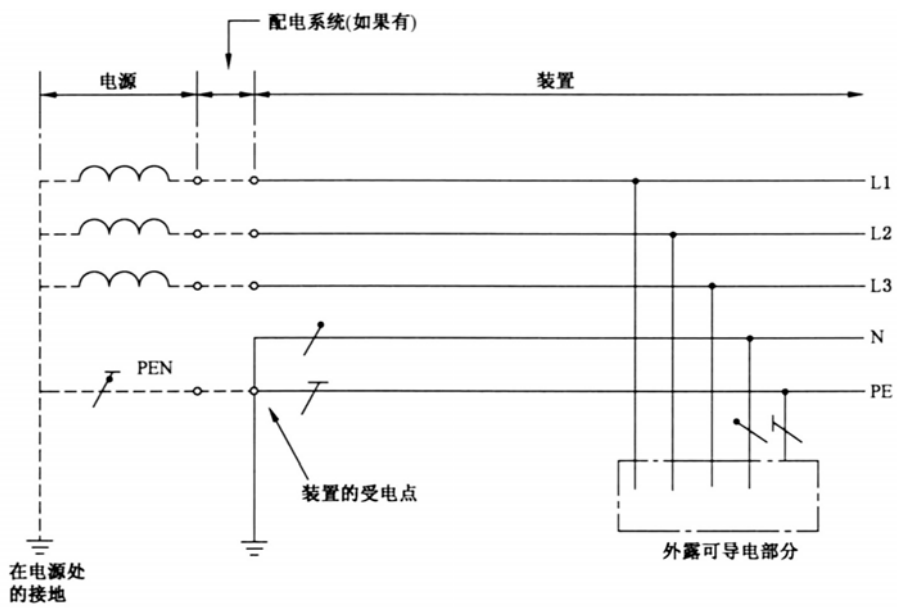 配电系统(如果有)
电源
装置
L1
L2
L3
N
PEN
PE
装置的受电点
外露可导电部分
在电源处
的接地